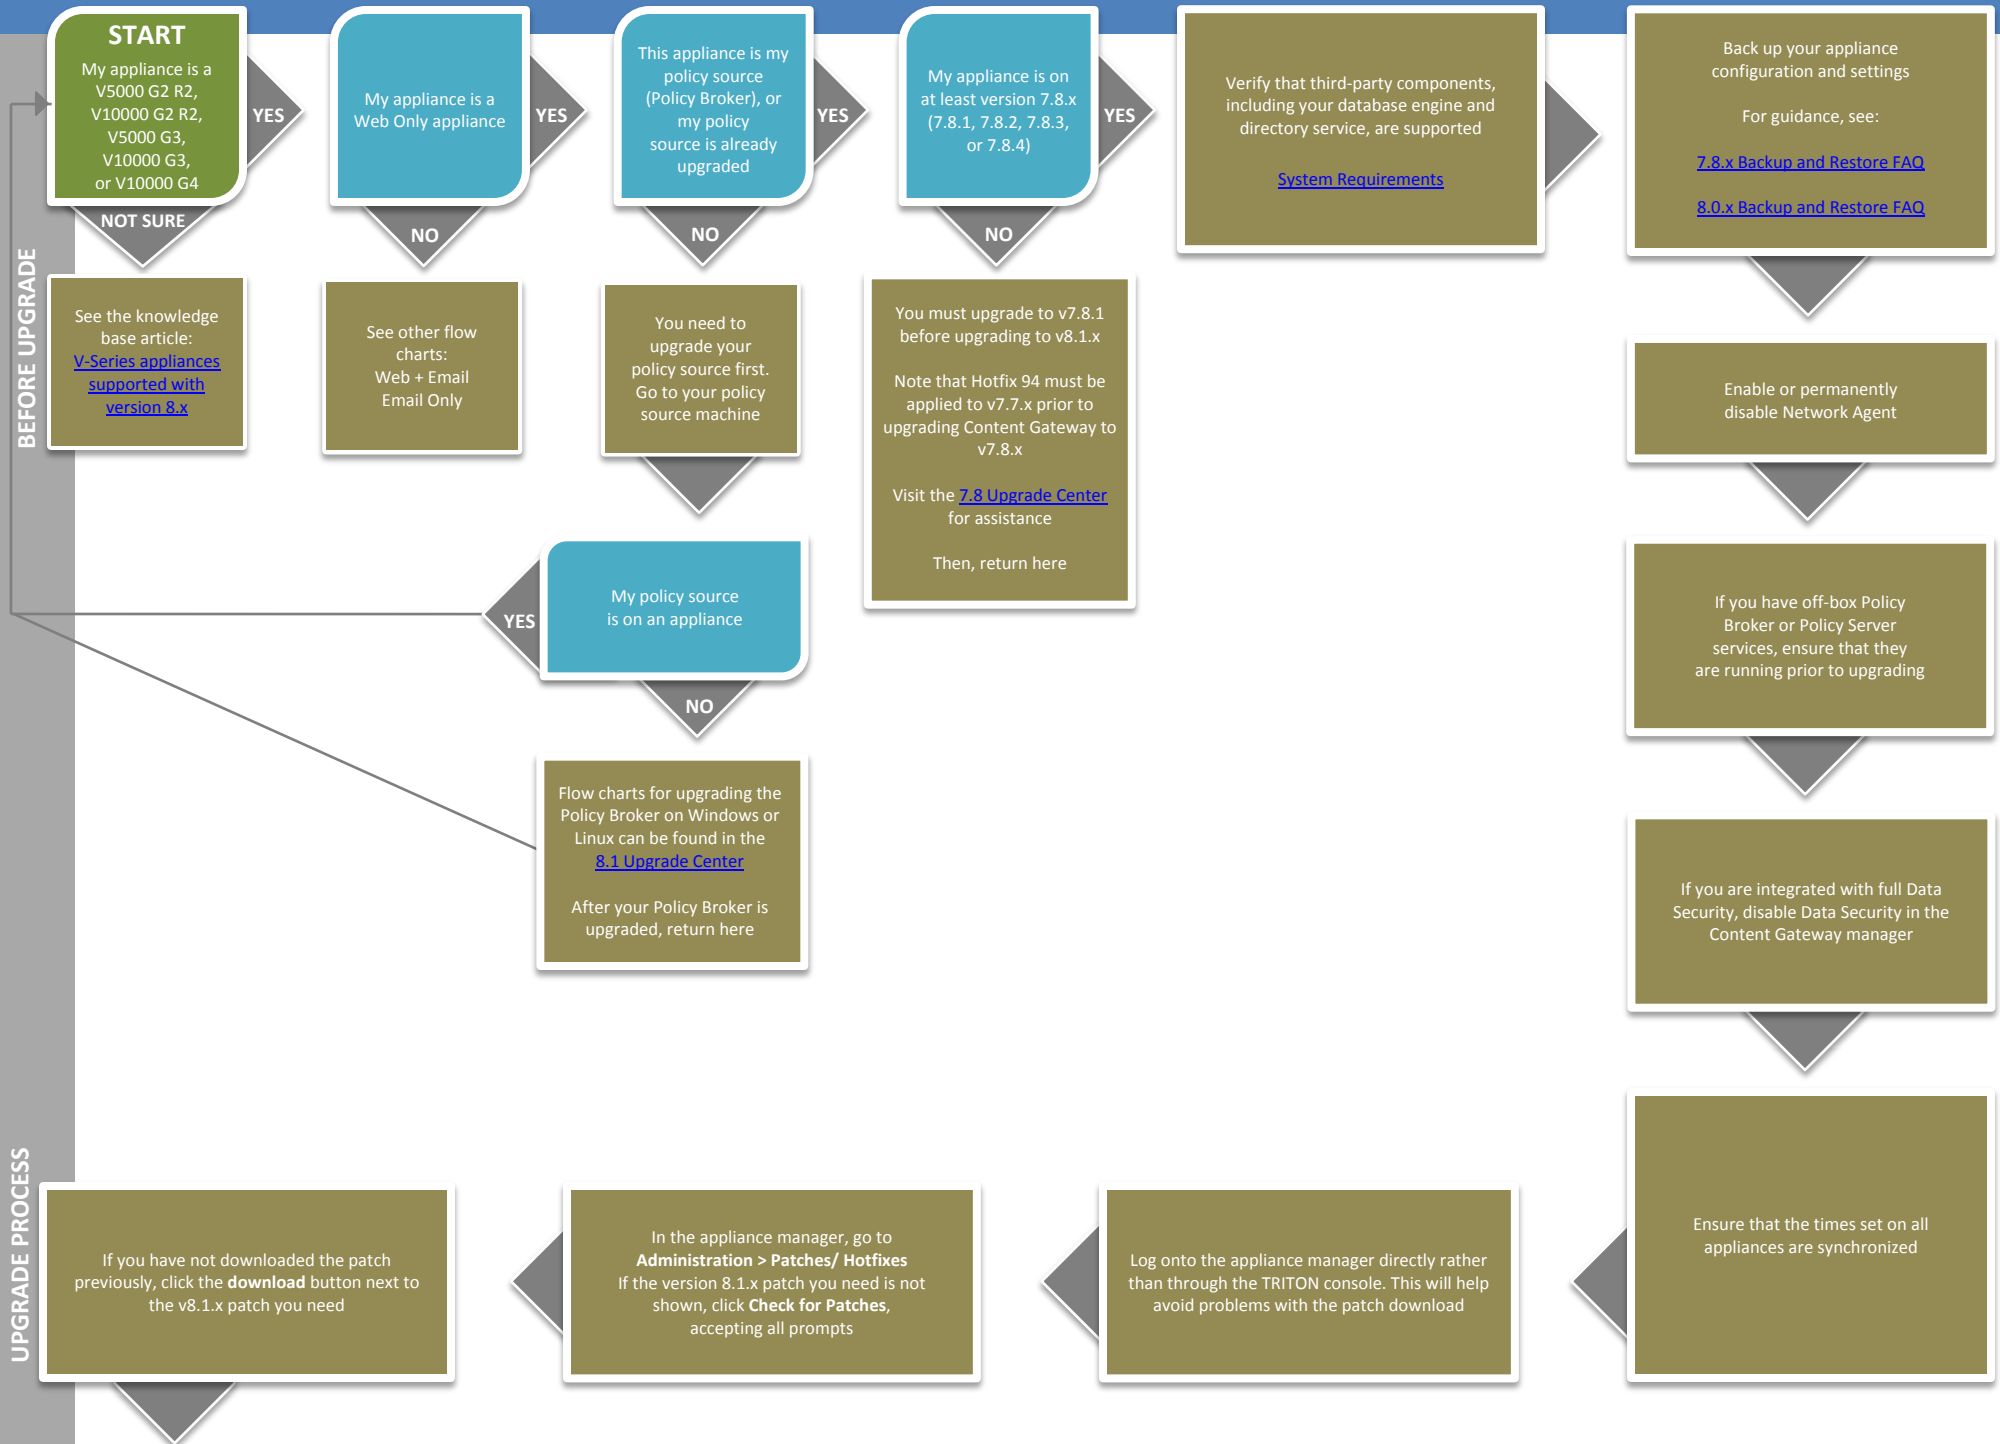 START
My appliance is a
V5000 G2 R2,
V10000 G2 R2,
V5000 G3,
V10000 G3,
or V10000 G4
YES
NOT SURE
My appliance is a
Web Only appliance
YES
NO
This appliance is my
policy source
(Policy Broker), or
my policy
source is already
upgraded
YES
NO
My appliance is on
at least version 7.8.x
(7.8.1, 7.8.2, 7.8.3,
or 7.8.4)
YES
NO
Verify that third-party components,
including your database engine and
directory service, are supported
System Requirements
Back up your appliance
configuration and settings
For guidance, see:
7.8.x Backup and Restore FAQ
8.0.x Backup and Restore FAQ
BEFORE UPGRADE
See the knowledge
base article:
V-Series appliances
supported with
version 8.x
See other flow
charts:
Web + Email
Email Only
You need to
upgrade your
policy source first.
Go to your policy
source machine
You must upgrade to v7.8.1
before upgrading to v8.1.x
Note that Hotfix 94 must be
applied to v7.7.x prior to
upgrading Content Gateway to
v7.8.x
Visit the 7.8 Upgrade Center
for assistance
Then, return here
Enable or permanently
disable Network Agent
My policy source
is on an appliance
YES
NO
If you have off-box Policy
Broker or Policy Server
services, ensure that they
are running prior to upgrading
Flow charts for upgrading the
Policy Broker on Windows or
Linux can be found in the
8.1 Upgrade Center
After your Policy Broker is
upgraded, return here
If you are integrated with full Data
Security, disable Data Security in the
Content Gateway manager
UPGRADE PROCESS
Ensure that the times set on all
appliances are synchronized
Log onto the appliance manager directly rather
than through the TRITON console. This will help
avoid problems with the patch download
In the appliance manager, go to
Administration > Patches/ Hotfixes
If the version 8.1.x patch you need is not
shown, click Check for Patches,
accepting all prompts
If you have not downloaded the patch
previously, click the download button next to
the v8.1.x patch you need